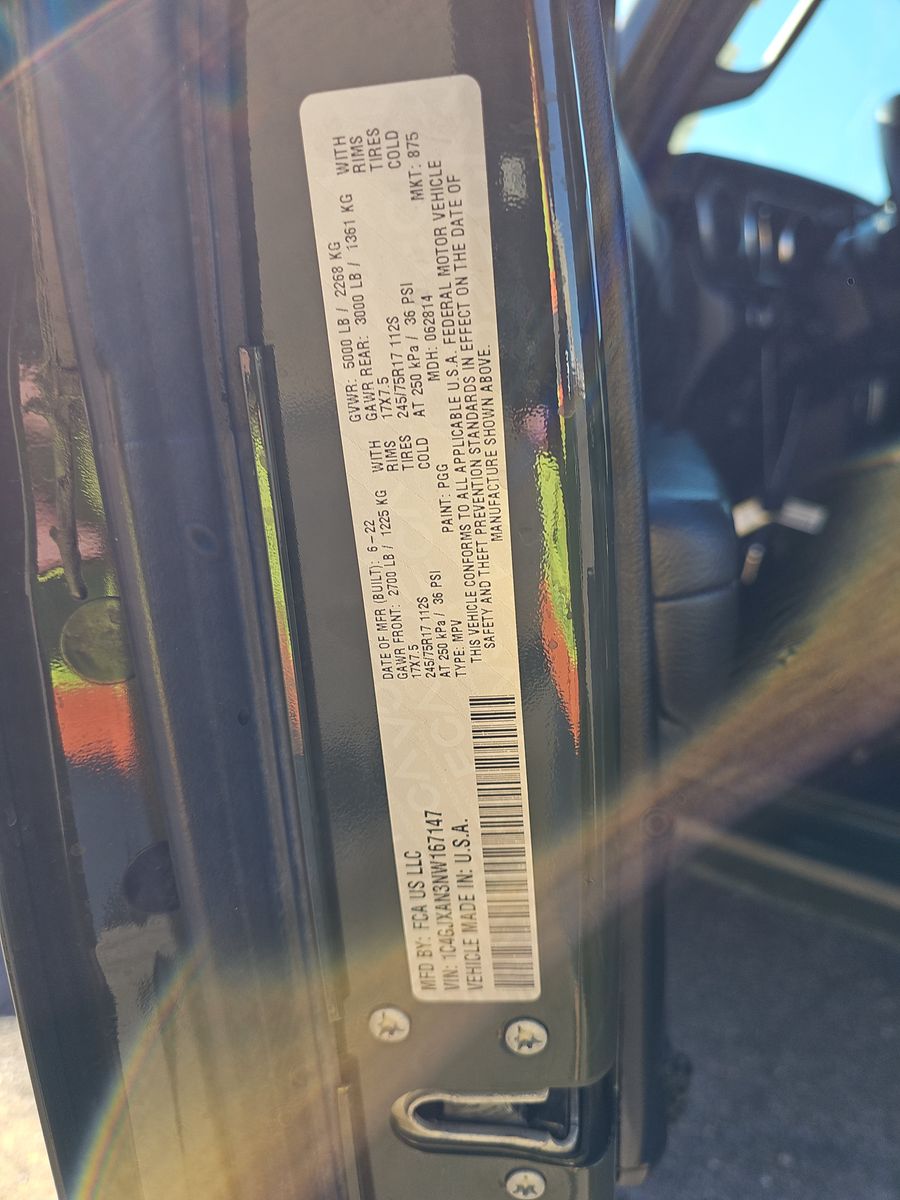 MFD BY: FCA US LLC
VIN: 1C4GJXAN3NW167147
VEHICLE MADE IN: U.S.A.
DATE OF MFR (BUILT): 6-22
GAWR FRONT: 2700 LB / 1225 KG WITH
17X7.5 RIMS
245/75R17 112S TIRES
AT 250 kPa / 36 PSI COLD
TYPE: MPV PAINT: PGG
GVWR: 5000 LB / 2268 KG
GAWR REAR: 3000 LB / 1361 KG WITH
17X7.5 RIMS
245/75R17 112S TIRES
AT 250 kPa / 36 PSI COLD
MDH: 062814 MKT: 875
THIS VEHICLE CONFORMS TO ALL APPLICABLE U.S.A. FEDERAL MOTOR VEHICLE
SAFETY AND THEFT PREVENTION STANDARDS IN EFFECT ON THE DATE OF
MANUFACTURE SHOWN ABOVE.